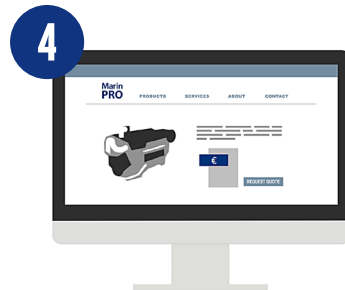 4
Marin
PRO
PRODUCTS SERVICES ABOUT CONTACT
€
REQUEST QUOTE